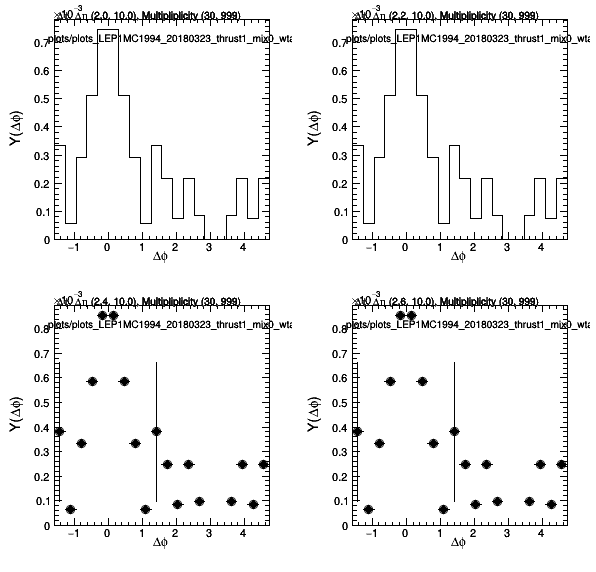 ×10⁻³ Δη (2.0, 10.0), Multipliplicity (30, 999)
plots/plots_LEP1MC1994_20180323_thrust1_mix0_wta
Y(Δϕ)
0.7
0.6
0.5
0.4
0.3
0.2
0.1
0
−1 0 1 2 3 4
Δϕ
×10⁻³ Δη (2.2, 10.0), Multipliplicity (30, 999)
plots/plots_LEP1MC1994_20180323_thrust1_mix0_wta
Y(Δϕ)
0.7
0.6
0.5
0.4
0.3
0.2
0.1
0
−1 0 1 2 3 4
Δϕ
×10⁻³ Δη (2.4, 10.0), Multipliplicity (30, 999)
plots/plots_LEP1MC1994_20180323_thrust1_mix0_wta
Y(Δϕ)
0.8
0.7
0.6
0.5
0.4
0.3
0.2
0.1
0
−1 0 1 2 3 4
Δϕ
×10⁻³ Δη (2.6, 10.0), Multipliplicity (30, 999)
plots/plots_LEP1MC1994_20180323_thrust1_mix0_wta
Y(Δϕ)
0.8
0.7
0.6
0.5
0.4
0.3
0.2
0.1
0
−1 0 1 2 3 4
Δϕ